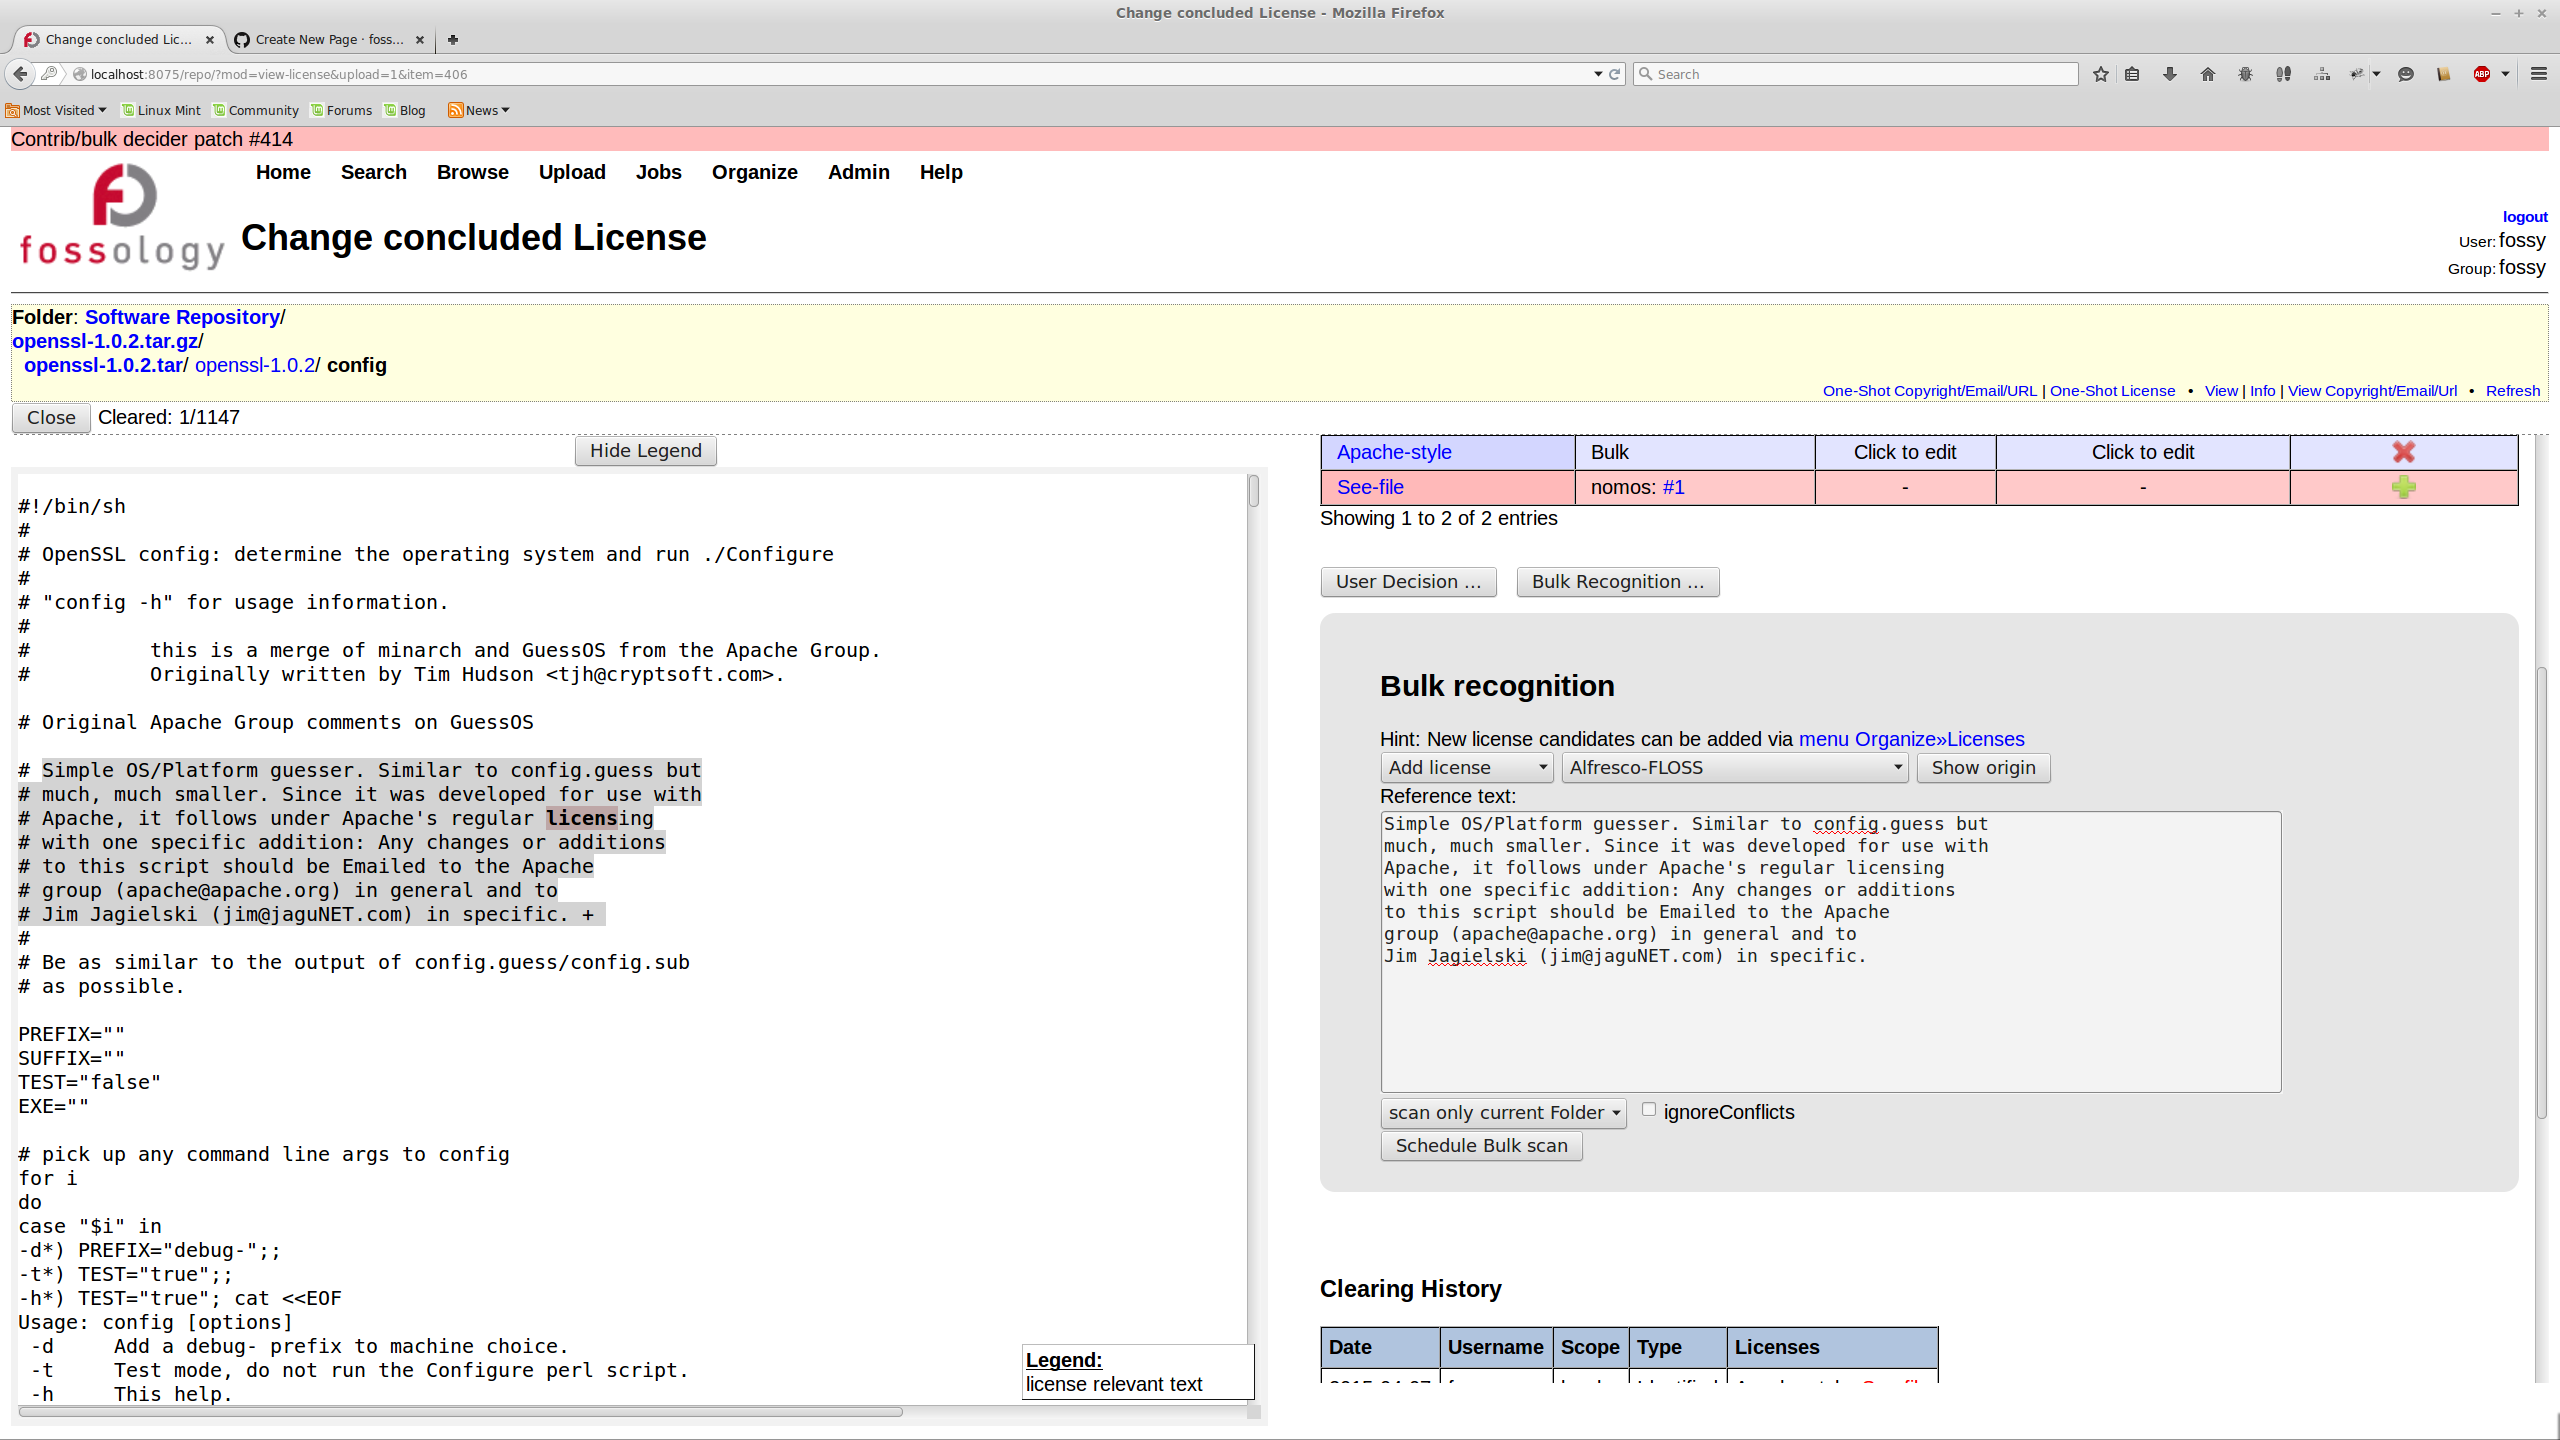 Change concluded License - Mozilla Firefox
Change concluded Lic...
Create New Page · foss...
localhost:8075/repo/?mod=view-license&upload=1&item=406
Search
Most Visited
Linux Mint
Community
Forums
Blog
News
Contrib/bulk decider patch #414
Home Search Browse Upload Jobs Organize Admin Help
fossology
Change concluded License
logout
User: fossy
Group: fossy
Folder: Software Repository/
openssl-1.0.2.tar.gz/
openssl-1.0.2.tar/ openssl-1.0.2/ config
One-Shot Copyright/Email/URL | One-Shot License • View | Info | View Copyright/Email/Url • Refresh
Close Cleared: 1/1147
Hide Legend
#!/bin/sh
#
# OpenSSL config: determine the operating system and run ./Configure
#
# "config -h" for usage information.
#
#          this is a merge of minarch and GuessOS from the Apache Group.
#          Originally written by Tim Hudson <tjh@cryptsoft.com>.
# Original Apache Group comments on GuessOS
# Simple OS/Platform guesser. Similar to config.guess but
# much, much smaller. Since it was developed for use with
# Apache, it follows under Apache's regular licensing
# with one specific addition: Any changes or additions
# to this script should be Emailed to the Apache
# group (apache@apache.org) in general and to
# Jim Jagielski (jim@jaguNET.com) in specific. +
#
# Be as similar to the output of config.guess/config.sub
# as possible.
PREFIX=""
SUFFIX=""
TEST="false"
EXE=""
# pick up any command line args to config
for i
do
case "$i" in
-d*) PREFIX="debug-";;
-t*) TEST="true";;
-h*) TEST="true"; cat <<EOF
Usage: config [options]
-d     Add a debug- prefix to machine choice.
-t     Test mode, do not run the Configure perl script.
-h     This help.
Legend:
license relevant text
Apache-style Bulk Click to edit Click to edit
See-file nomos: #1 - -
Showing 1 to 2 of 2 entries
User Decision ... Bulk Recognition ...
Bulk recognition
Hint: New license candidates can be added via menu Organize»Licenses
Add license Alfresco-FLOSS Show origin
Reference text:
Simple OS/Platform guesser. Similar to config.guess but
much, much smaller. Since it was developed for use with
Apache, it follows under Apache's regular licensing
with one specific addition: Any changes or additions
to this script should be Emailed to the Apache
group (apache@apache.org) in general and to
Jim Jagielski (jim@jaguNET.com) in specific.
scan only current Folder ignoreConflicts
Schedule Bulk scan
Clearing History
Date Username Scope Type Licenses